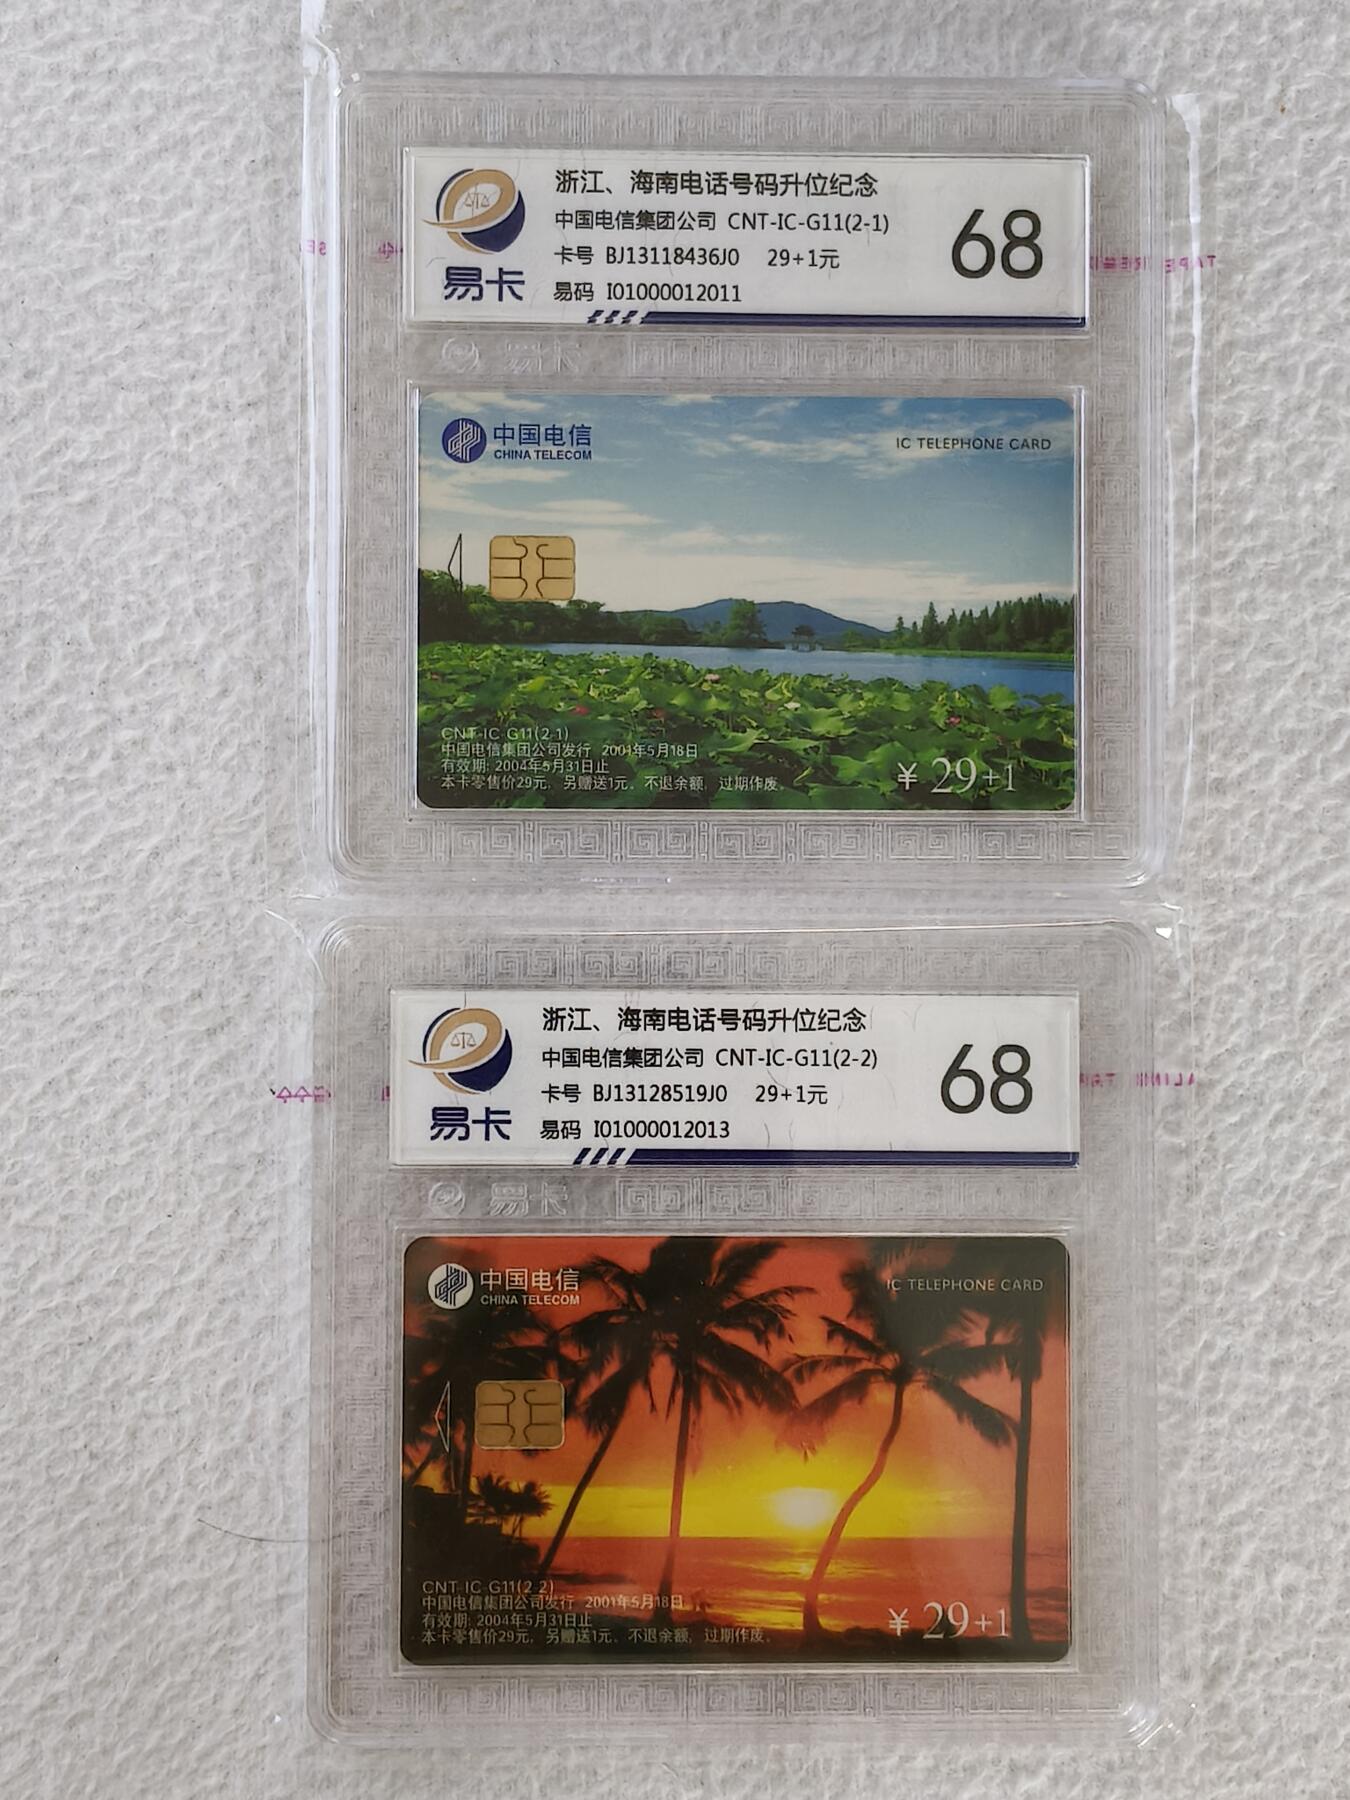 浙江、海南电话号码升位纪念
中国电信集团公司 CNT-IC-G11(2-1)
卡号 BJ13118436J0 29+1元
易码 I01000012011
68
易卡
易卡
中国电信
CHINA TELECOM
IC TELEPHONE CARD
CNT-IC-G11(2-1)
中国电信集团公司发行 2001年5月18日
有效期: 2004年5月31日止
本卡零售价29元，另赠送1元。不退余额，过期作废。
¥ 29+1
浙江、海南电话号码升位纪念
中国电信集团公司 CNT-IC-G11(2-2)
卡号 BJ13128519J0 29+1元
易码 I01000012013
68
易卡
易卡
中国电信
CHINA TELECOM
IC TELEPHONE CARD
CNT-IC-G11(2-2)
中国电信集团公司发行 2001年5月18日
有效期: 2004年5月31日止
本卡零售价29元，另赠送1元。不退余额，过期作废。
¥ 29+1